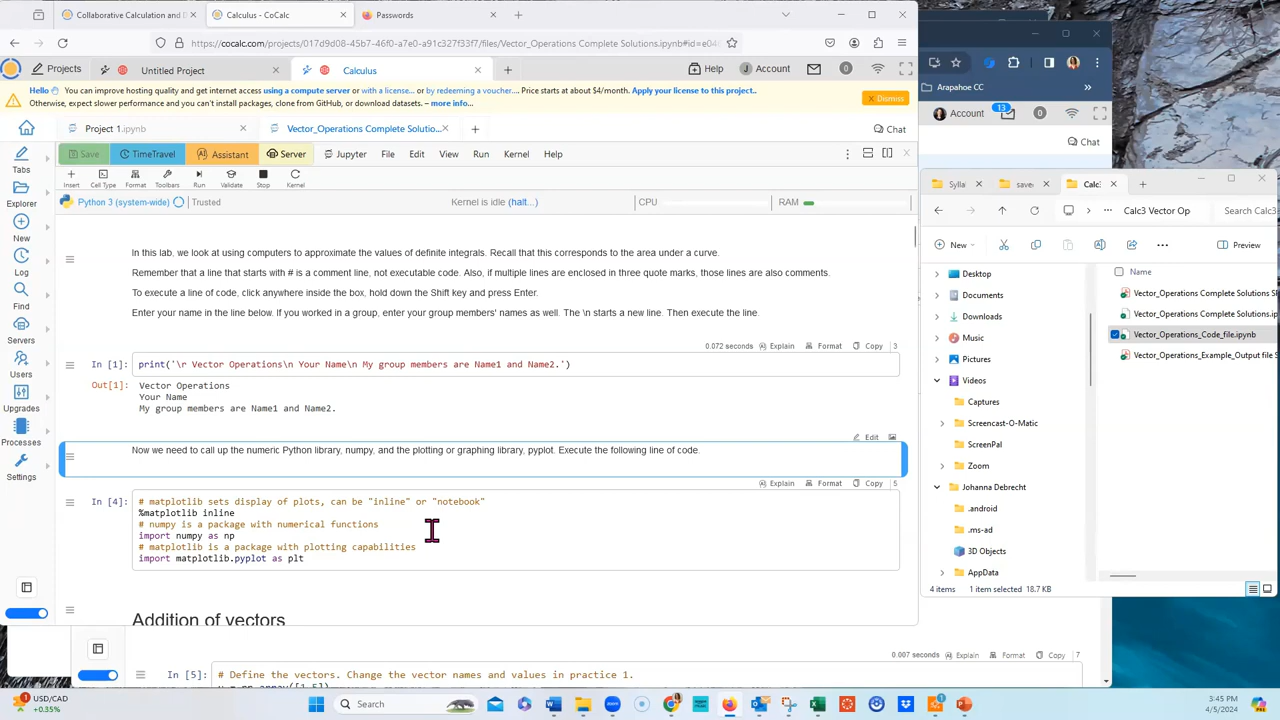 Collaborative Calculation and D
Calculus - CoCalc
Passwords
https://cocalc.com/projects/017d9d08-45b7-46f0-a7b5-a91c327f33f7/files/Vector_Operations Complete Solutions.ipynb#id=e046
Arapahoe CC
Projects
Untitled Project
Calculus
Help
Account
0
Hello 👋 You can improve hosting quality and get internet access using a compute server or with a license... or by redeeming a voucher.... Price starts at about $4/month. Apply your license to this project..
Otherwise, expect slower performance and you can't install packages, clone from GitHub, or download datasets. – more info...
Dismiss
Account
13
0
Project 1.ipynb
Vector_Operations Complete Solutio...
Chat
Chat
Save
TimeTravel
Assistant
Server
Jupyter
File
Edit
View
Run
Kernel
Help
Tabs
Insert
Cell Type
Format
Toolbars
Run
Validate
Stop
Kernel
Explorer
Python 3 (system-wide)
Trusted
Kernel is idle (halt...)
CPU
RAM
New
Log
Find
Servers
Users
Upgrades
Processes
Settings
In this lab, we look at using computers to approximate the values of definite integrals. Recall that this corresponds to the area under a curve.
Remember that a line that starts with # is a comment line, not executable code. Also, if multiple lines are enclosed in three quote marks, those lines are also comments.
To execute a line of code, click anywhere inside the box, hold down the Shift key and press Enter.
Enter your name in the line below. If you worked in a group, enter your group members' names as well. The \n starts a new line. Then execute the line.
0.072 seconds
Explain
Format
Copy
3
In [1]:
print('\r Vector Operations\n Your Name\n My group members are Name1 and Name2.')
Out[1]:
Vector Operations
Your Name
My group members are Name1 and Name2.
Edit
Now we need to call up the numeric Python library, numpy, and the plotting or graphing library, pyplot. Execute the following line of code.
Explain
Format
Copy
5
In [4]:
# matplotlib sets display of plots, can be "inline" or "notebook"
%matplotlib inline
# numpy is a package with numerical functions
import numpy as np
# matplotlib is a package with plotting capabilities
import matplotlib.pyplot as plt
Addition of vectors
0.007 seconds
Explain
Format
Copy
7
In [5]:
# Define the vectors. Change the vector names and values in practice 1.
Sylla
save
Calc3
Calc3 Vector Op
Search Calc3
New
Preview
Desktop
Documents
Downloads
Music
Pictures
Videos
Captures
Screencast-O-Matic
ScreenPal
Zoom
Johanna Debrecht
.android
.ms-ad
3D Objects
AppData
Name
Vector_Operations Complete Solutions SP
Vector_Operations Complete Solutions.ip
Vector_Operations_Code_file.ipynb
Vector_Operations_Example_Output file S
4 items
1 item selected 18.7 KB
USD/CAD
+0.35%
Search
3:45 PM
4/5/2024